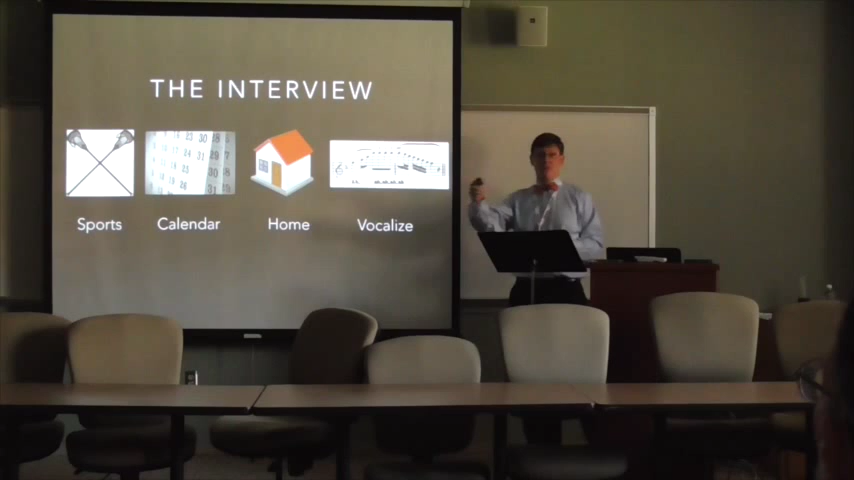 THE INTERVIEW
Sports
Calendar
Home
Vocalize